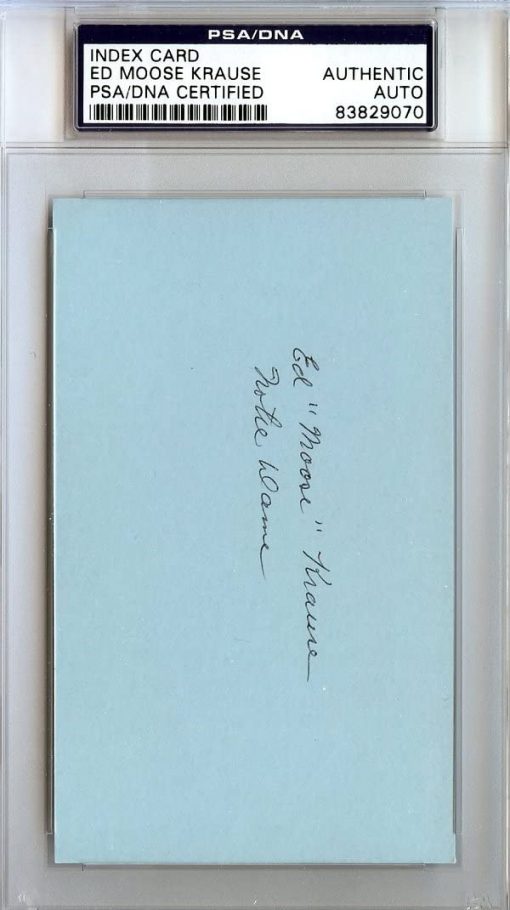 PSA/DNA
INDEX CARD
ED MOOSE KRAUSE
PSA/DNA CERTIFIED
AUTHENTIC
AUTO
83829070
Ed "Moose" Krause
Notre Dame